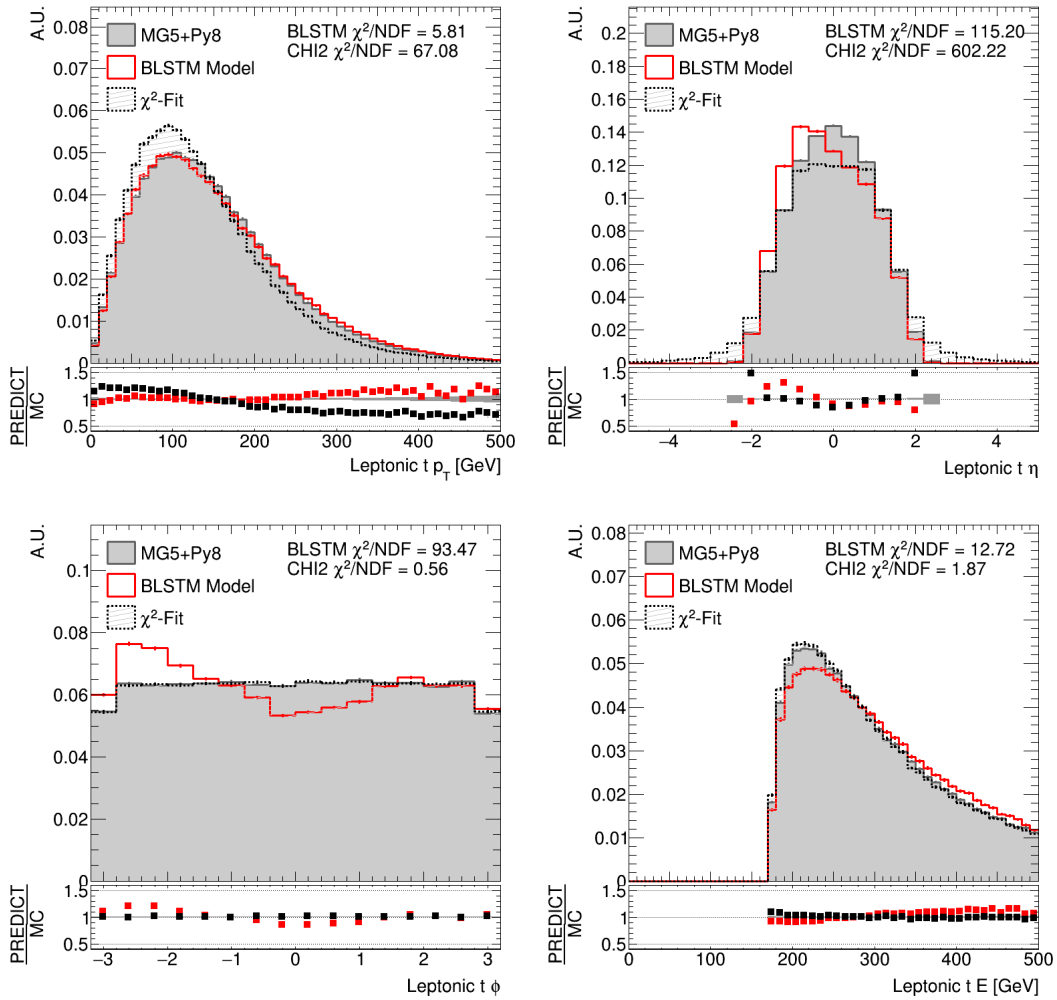 A.U.
0.08
0.07
0.06
0.05
0.04
0.03
0.02
0.01
0
MG5+Py8
BLSTM Model
χ²-Fit
BLSTM χ²/NDF = 5.81
CHI2 χ²/NDF = 67.08
PREDICT
MC
1.5
1
0.5
0 100 200 300 400 500
Leptonic t p_T [GeV]
A.U.
0.2
0.18
0.16
0.14
0.12
0.1
0.08
0.06
0.04
0.02
0
MG5+Py8
BLSTM Model
χ²-Fit
BLSTM χ²/NDF = 115.20
CHI2 χ²/NDF = 602.22
PREDICT
MC
1.5
1
0.5
−4 −2 0 2 4
Leptonic t η
A.U.
0.1
0.08
0.06
0.04
0.02
0
MG5+Py8
BLSTM Model
χ²-Fit
BLSTM χ²/NDF = 93.47
CHI2 χ²/NDF = 0.56
PREDICT
MC
1.5
1
0.5
−3 −2 −1 0 1 2 3
Leptonic t ϕ
A.U.
0.08
0.07
0.06
0.05
0.04
0.03
0.02
0.01
0
MG5+Py8
BLSTM Model
χ²-Fit
BLSTM χ²/NDF = 12.72
CHI2 χ²/NDF = 1.87
PREDICT
MC
1.5
1
0.5
0 100 200 300 400 500
Leptonic t E [GeV]